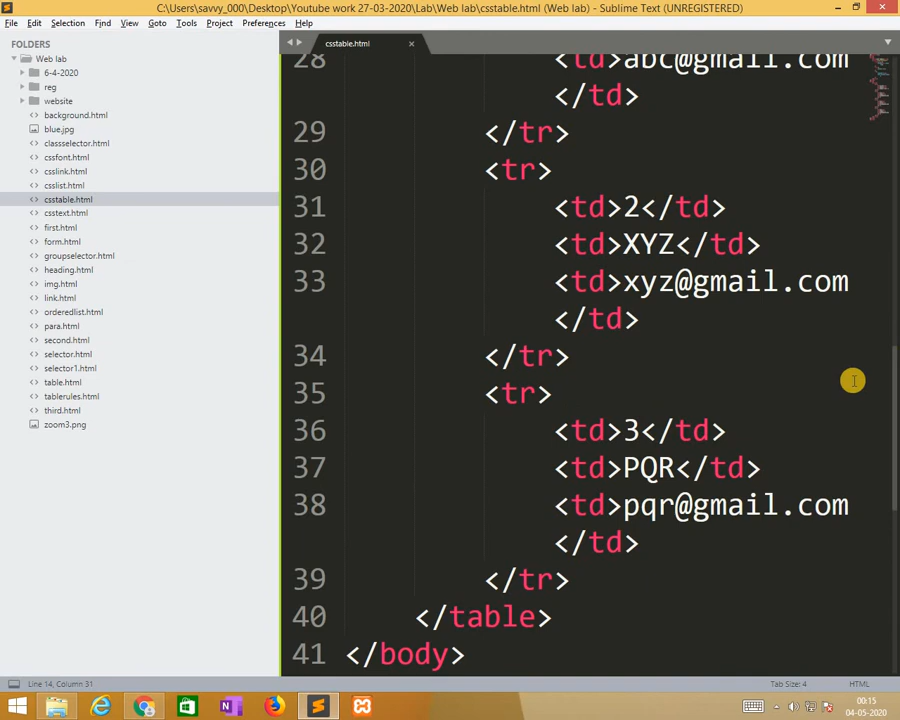 C:\Users\savvy_000\Desktop\Youtube work 27-03-2020\Lab\Web lab\csstable.html (Web lab) - Sublime Text (UNREGISTERED)
File Edit Selection Find View Goto Tools Project Preferences Help
FOLDERS
Web lab
6-4-2020
reg
website
background.html
blue.jpg
classselector.html
cssfont.html
csslink.html
csslist.html
csstable.html
csstext.html
first.html
form.html
groupselector.html
heading.html
img.html
link.html
orderedlist.html
para.html
second.html
selector.html
selector1.html
table.html
tablerules.html
third.html
zoom3.png
csstable.html
28 <td>abc@gmail.com
</td>
29 </tr>
30 <tr>
31 <td>2</td>
32 <td>XYZ</td>
33 <td>xyz@gmail.com
</td>
34 </tr>
35 <tr>
36 <td>3</td>
37 <td>PQR</td>
38 <td>pqr@gmail.com
</td>
39 </tr>
40 </table>
41 </body>
Line 14, Column 31
Tab Size: 4
HTML
00:15
04-05-2020